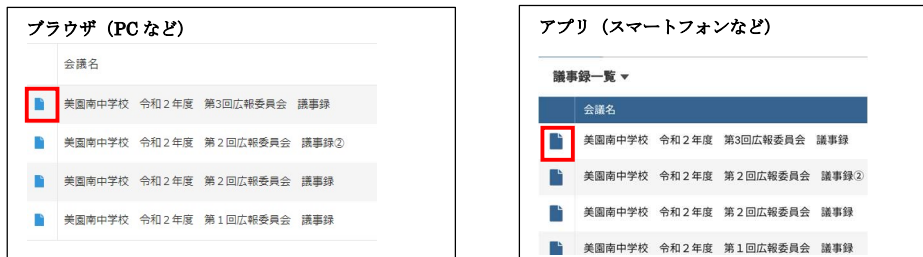 ブラウザ（PC など）
会議名
美園南中学校　令和２年度　第3回広報委員会　議事録
美園南中学校　令和２年度　第２回広報委員会　議事録②
美園南中学校　令和２年度　第２回広報委員会　議事録
美園南中学校　令和２年度　第１回広報委員会　議事録
アプリ（スマートフォンなど）
議事録一覧 ▼
会議名
美園南中学校　令和２年度　第3回広報委員会　議事録
美園南中学校　令和２年度　第２回広報委員会　議事録②
美園南中学校　令和２年度　第２回広報委員会　議事録
美園南中学校　令和２年度　第１回広報委員会　議事録